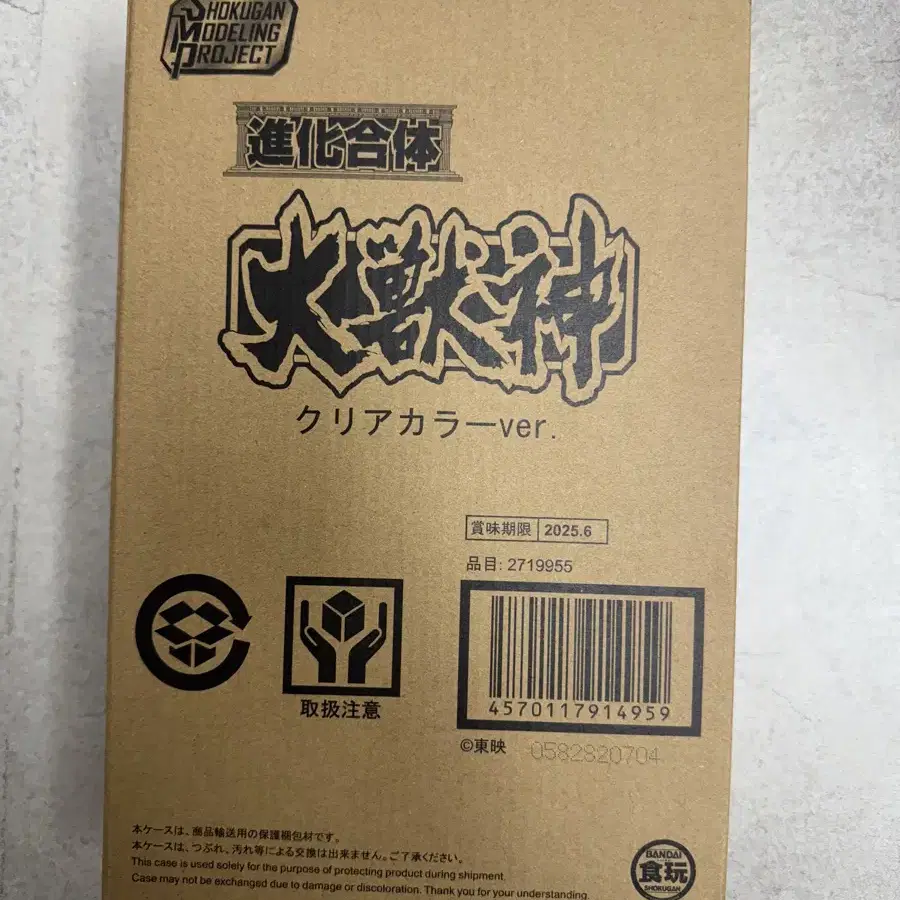 SHOKUGAN
MODELING
PROJECT
進化合体
大獣神
クリアカラーver.
賞味期限 2025.6
品目: 2719955
取扱注意
4570117914959
©東映 0582820704
本ケースは、商品輸送用の保護梱包材です。
本ケースは、つぶれ、汚れ等による交換は出来ません。ご了承ください。
This case is used solely for the purpose of protecting product during shipment.
Case may not be exchanged due to damage or discoloration. Thank you for your understanding.
BANDAI
食玩
SHOKUGAN